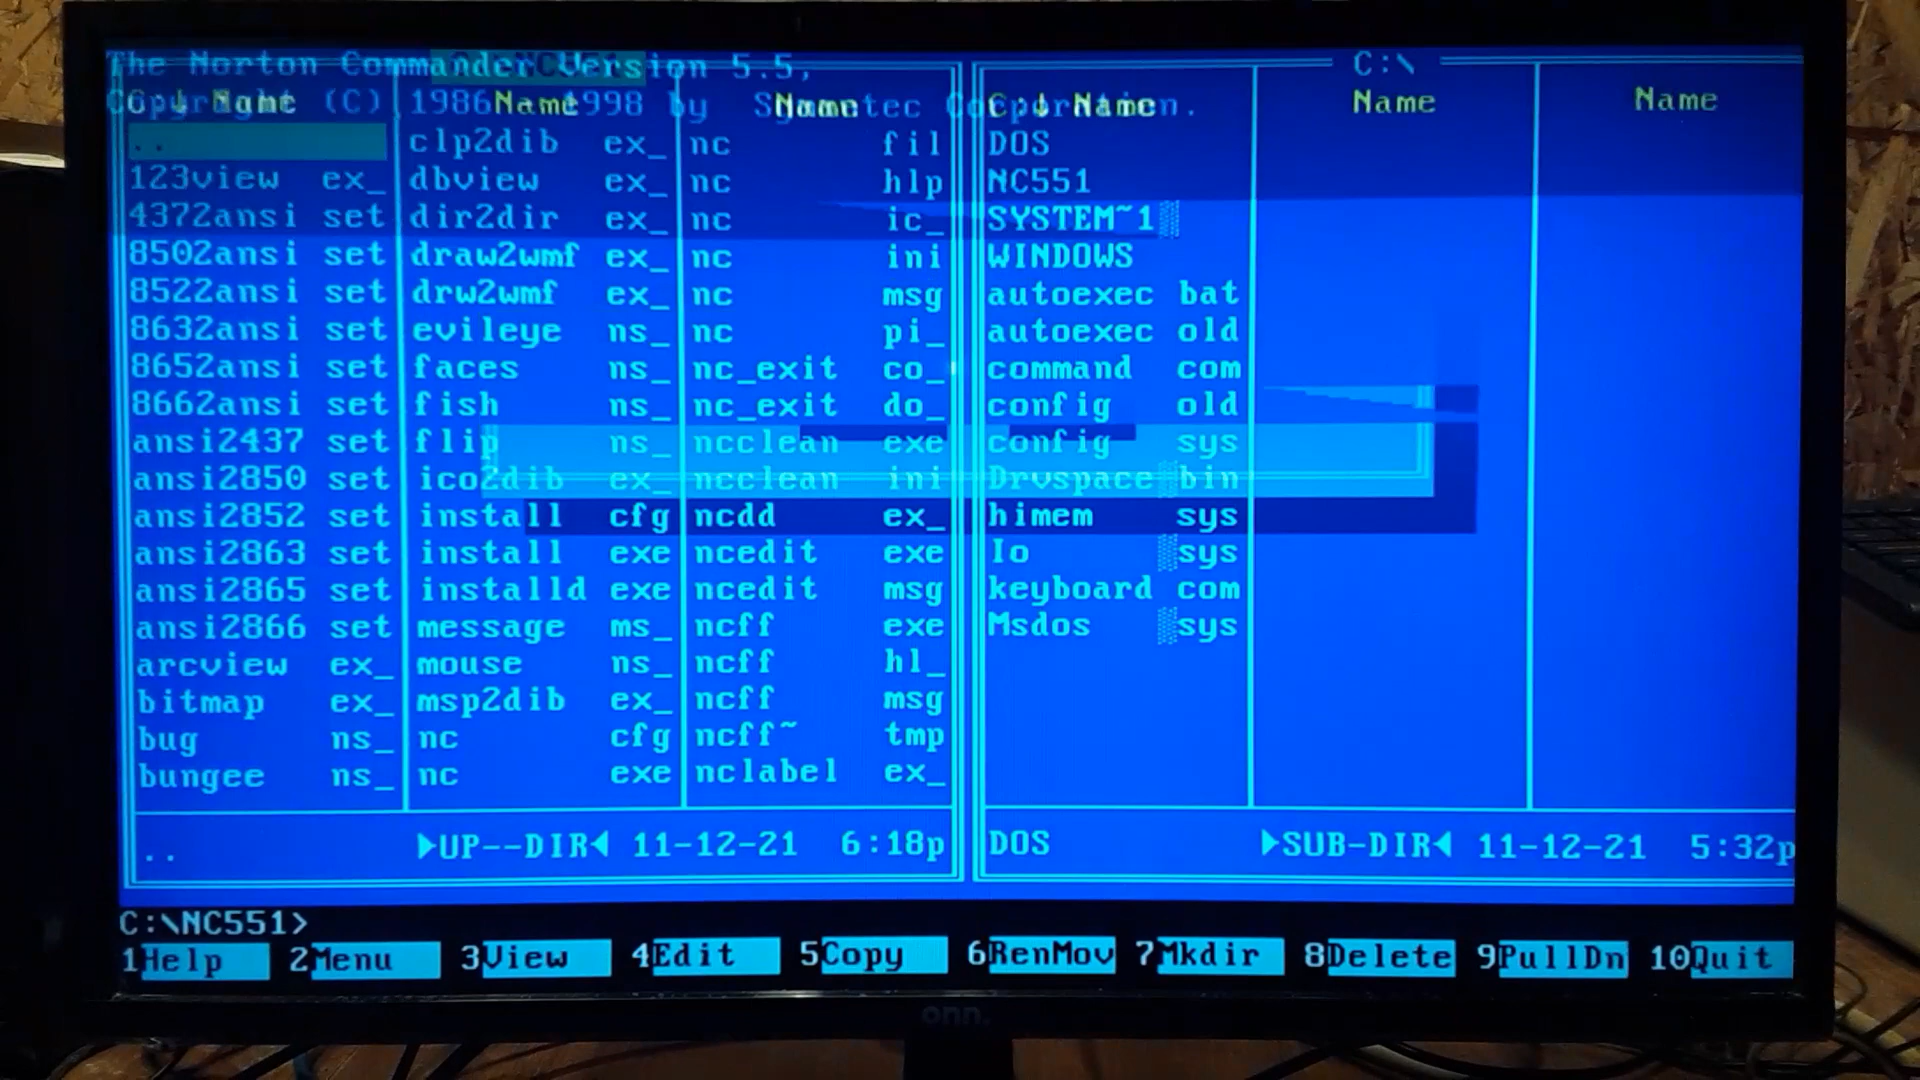 The Norton Commander Version 5.5,
C:\
Copyright (C) 1986 1998 by Symantec Corporation.
C:↓ Name Name Name C:↓ Name Name Name
.. clp2dib ex_ nc fil DOS
123view ex_ dbview ex_ nc hlp NC551
4372ansi set dir2dir ex_ nc ic_ SYSTEM~1
8502ansi set draw2wmf ex_ nc ini WINDOWS
8522ansi set drw2wmf ex_ nc msg autoexec bat
8632ansi set evileye ns_ nc pi_ autoexec old
8652ansi set faces ns_ nc_exit co_ command com
8662ansi set fish ns_ nc_exit do_ config old
ansi2437 set flip ns_ ncclean exe config sys
ansi2850 set ico2dib ex_ ncclean ini Drvspace bin
ansi2852 set install cfg ncdd ex_ himem sys
ansi2863 set install exe ncedit exe Io sys
ansi2865 set installd exe ncedit msg keyboard com
ansi2866 set message ms_ ncff exe Msdos sys
arcview ex_ mouse ns_ ncff hl_
bitmap ex_ msp2dib ex_ ncff msg
bug ns_ nc cfg ncff~ tmp
bungee ns_ nc exe nclabel ex_
.. ►UP--DIR◄ 11-12-21 6:18p DOS ►SUB-DIR◄ 11-12-21 5:32p
C:\NC551>
1Help 2Menu 3View 4Edit 5Copy 6RenMov 7Mkdir 8Delete 9PullDn 10Quit
onn.